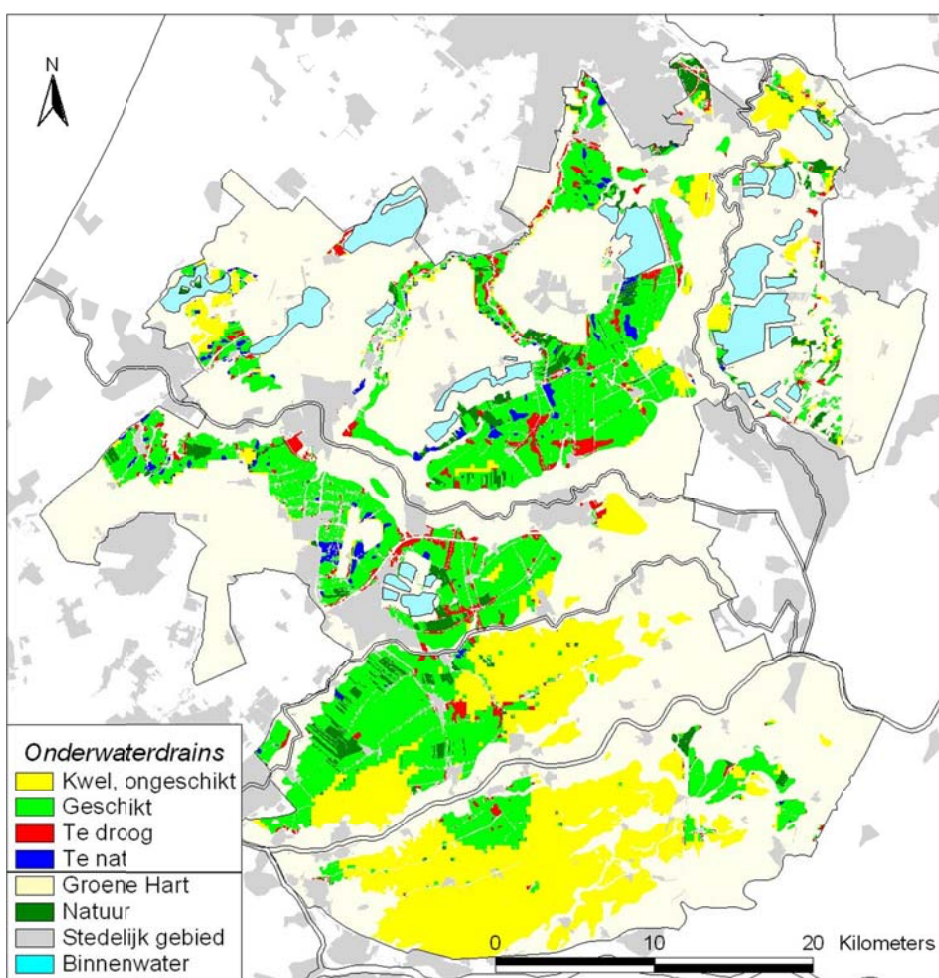 N
Onderwaterdrains
Kwel, ongeschikt
Geschikt
Te droog
Te nat
Groene Hart
Natuur
Stedelijk gebied
Binnenwater
0 10 20 Kilometers